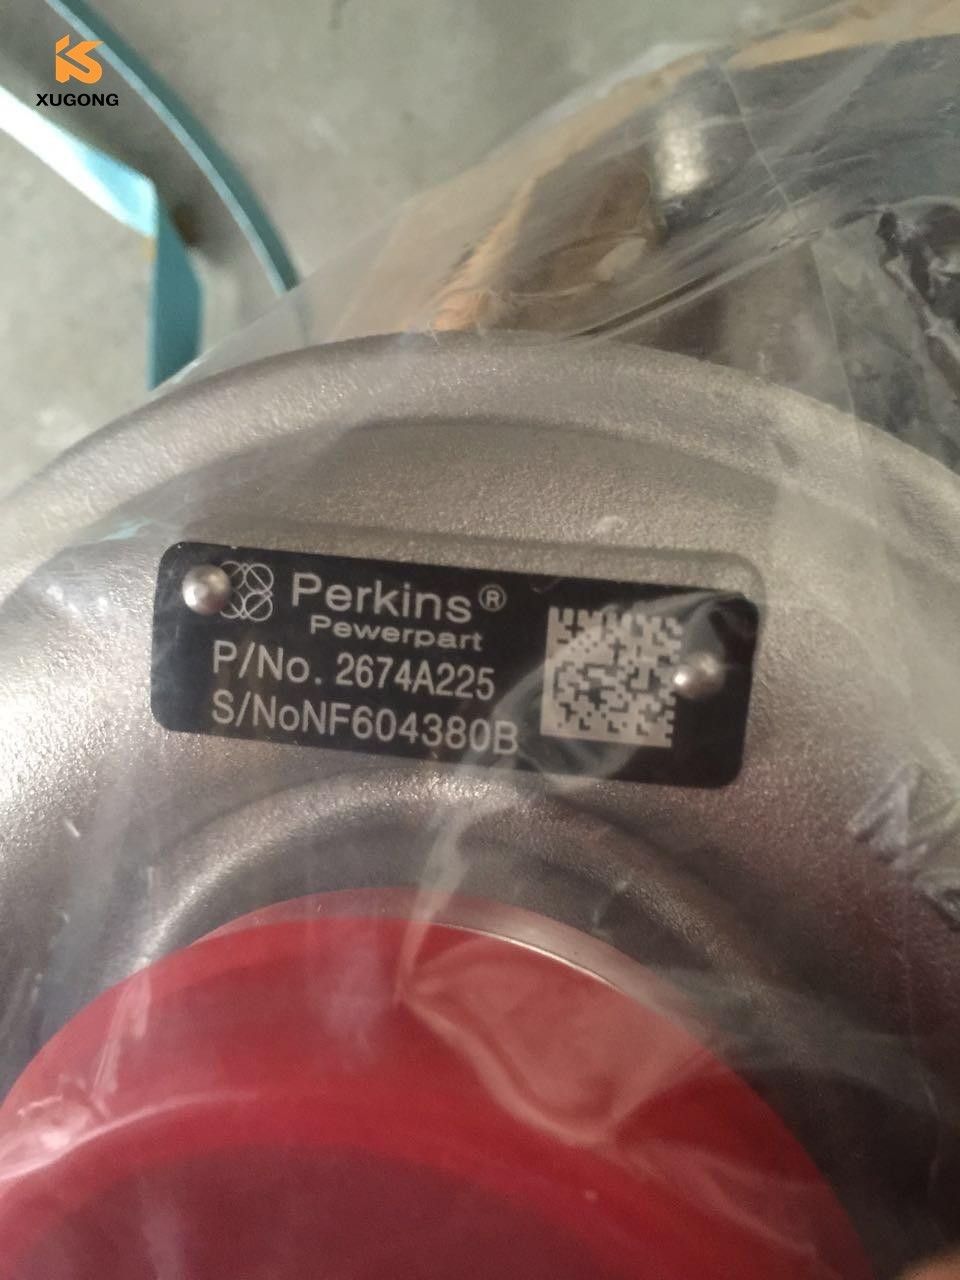 XUGONG
Perkins®
Pewerpart
P/No. 2674A225
S/NoNF604380B